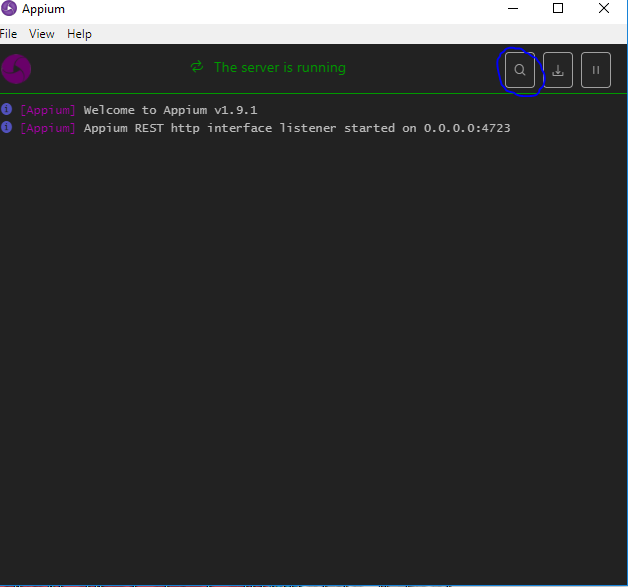 Appium
File View Help
The server is running
[Appium] Welcome to Appium v1.9.1
[Appium] Appium REST http interface listener started on 0.0.0.0:4723